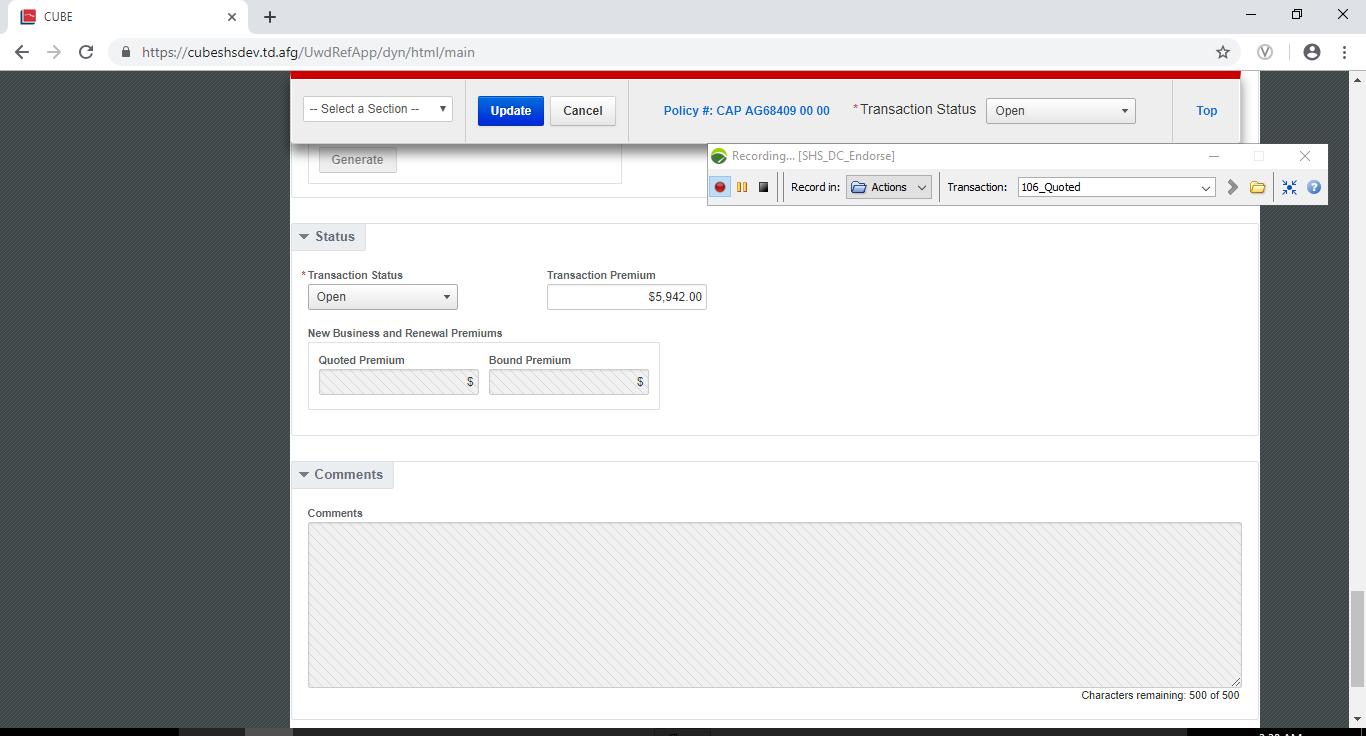 CUBE
https://cubeshsdev.td.afg/UwdRefApp/dyn/html/main
-- Select a Section --
Update
Cancel
Policy #: CAP AG68409 00 00
*Transaction Status
Open
Top
Generate
Recording... [SHS_DC_Endorse]
Record in:
Actions
Transaction:
106_Quoted
Status
* Transaction Status
Transaction Premium
Open
$5,942.00
New Business and Renewal Premiums
Quoted Premium
Bound Premium
$
$
Comments
Comments
Characters remaining: 500 of 500